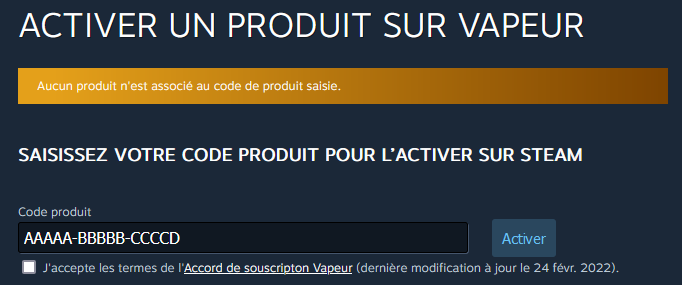 ACTIVER UN PRODUIT SUR VAPEUR
Aucun produit n'est associé au code de produit saisie.
SAISISSEZ VOTRE CODE PRODUIT POUR L'ACTIVER SUR STEAM
Code produit
AAAAA-BBBBB-CCCCD
Activer
J'accepte les termes de l'Accord de souscripton Vapeur (dernière modification à jour le 24 févr. 2022).